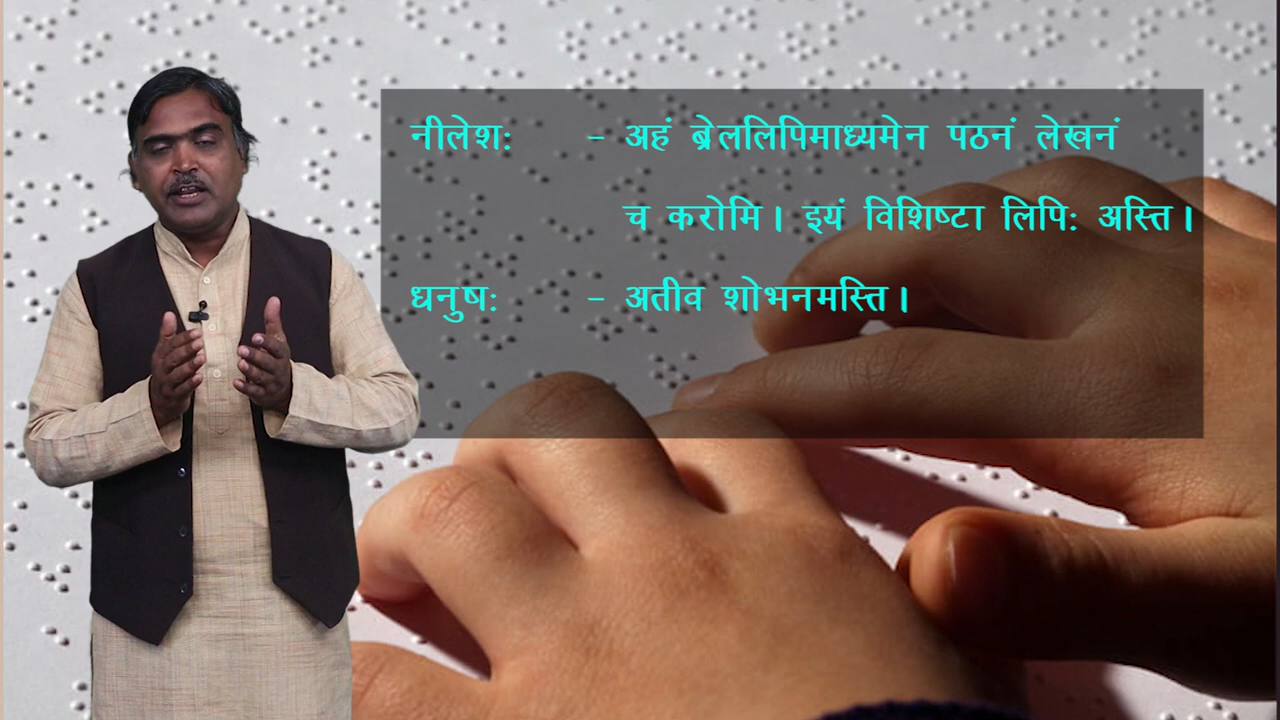 नीलेशः - अहं ब्रेललिपिमाध्यमेन पठनं लेखनं
च करोमि। इयं विशिष्टा लिपिः अस्ति।
धनुषः - अतीव शोभनमस्ति।